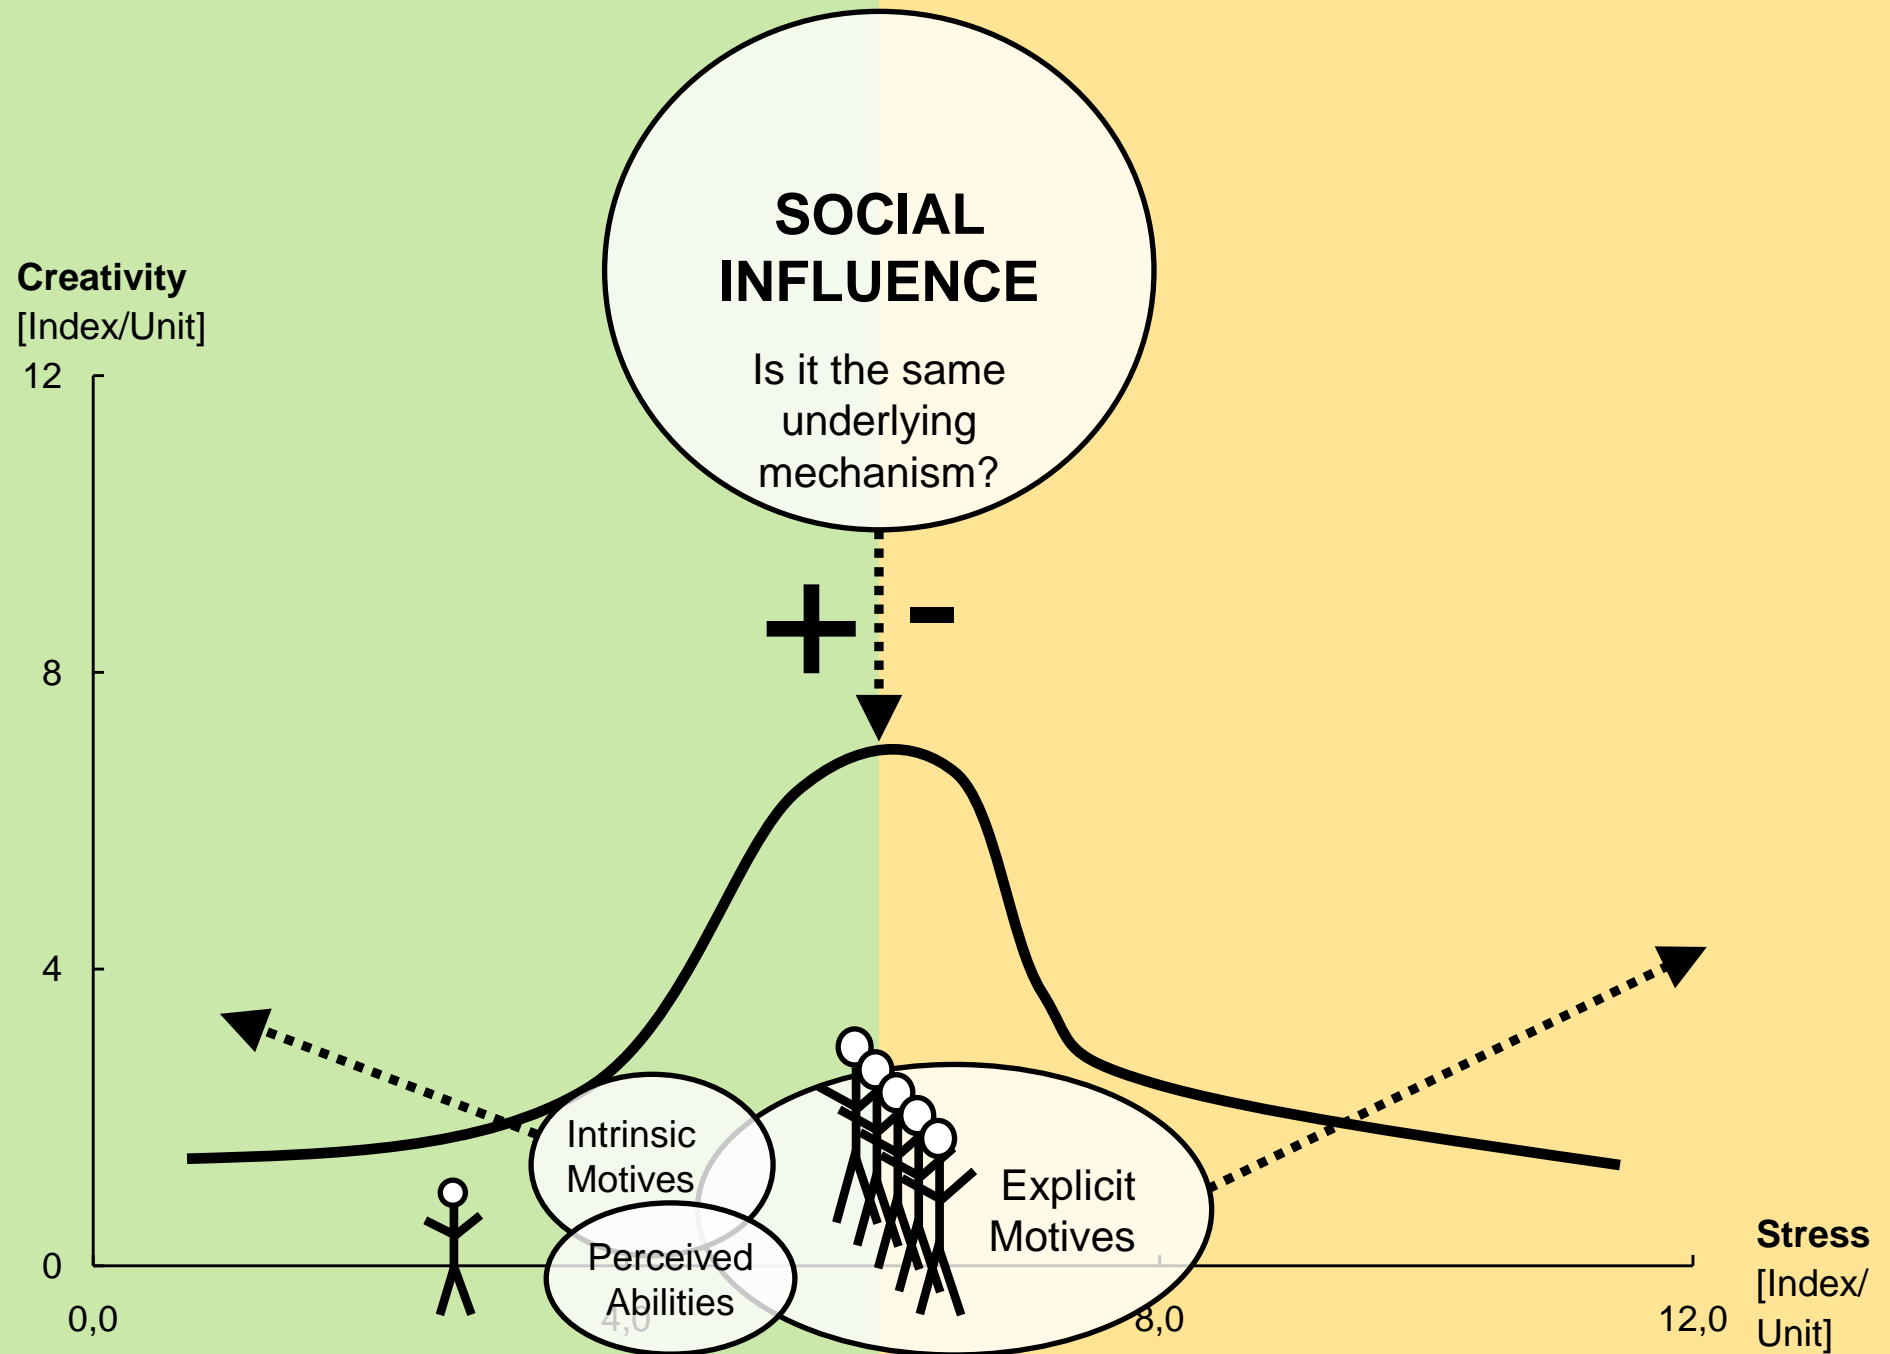 SOCIAL
INFLUENCE
Is it the same
underlying
mechanism?
Creativity
[Index/Unit]
12
8
4
0
+
-
Intrinsic
Motives
Perceived
Abilities
Explicit
Motives
0,0
4,0
8,0
12,0
Stress
[Index/
Unit]